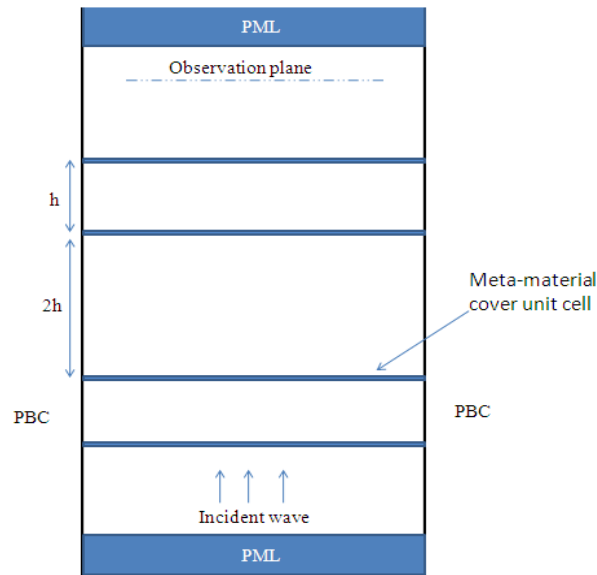 PML
Observation plane
h
2h
Meta-material
cover unit cell
PBC
PBC
Incident wave
PML